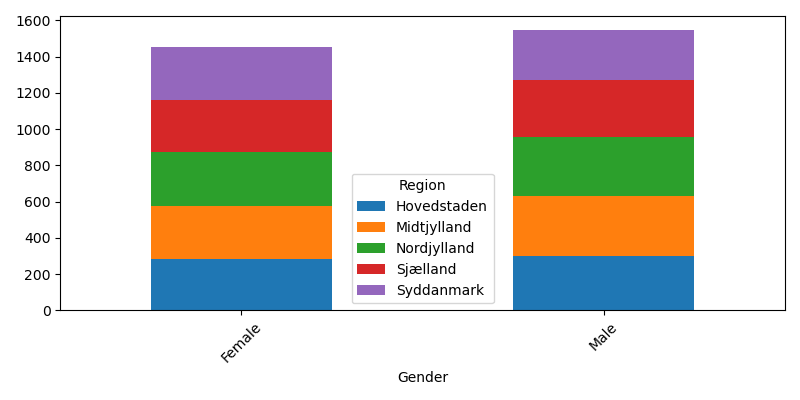 1600
1400
1200
1000
800
600
400
200
0
Region
Hovedstaden
Midtjylland
Nordjylland
Sjælland
Syddanmark
Female
Male
Gender